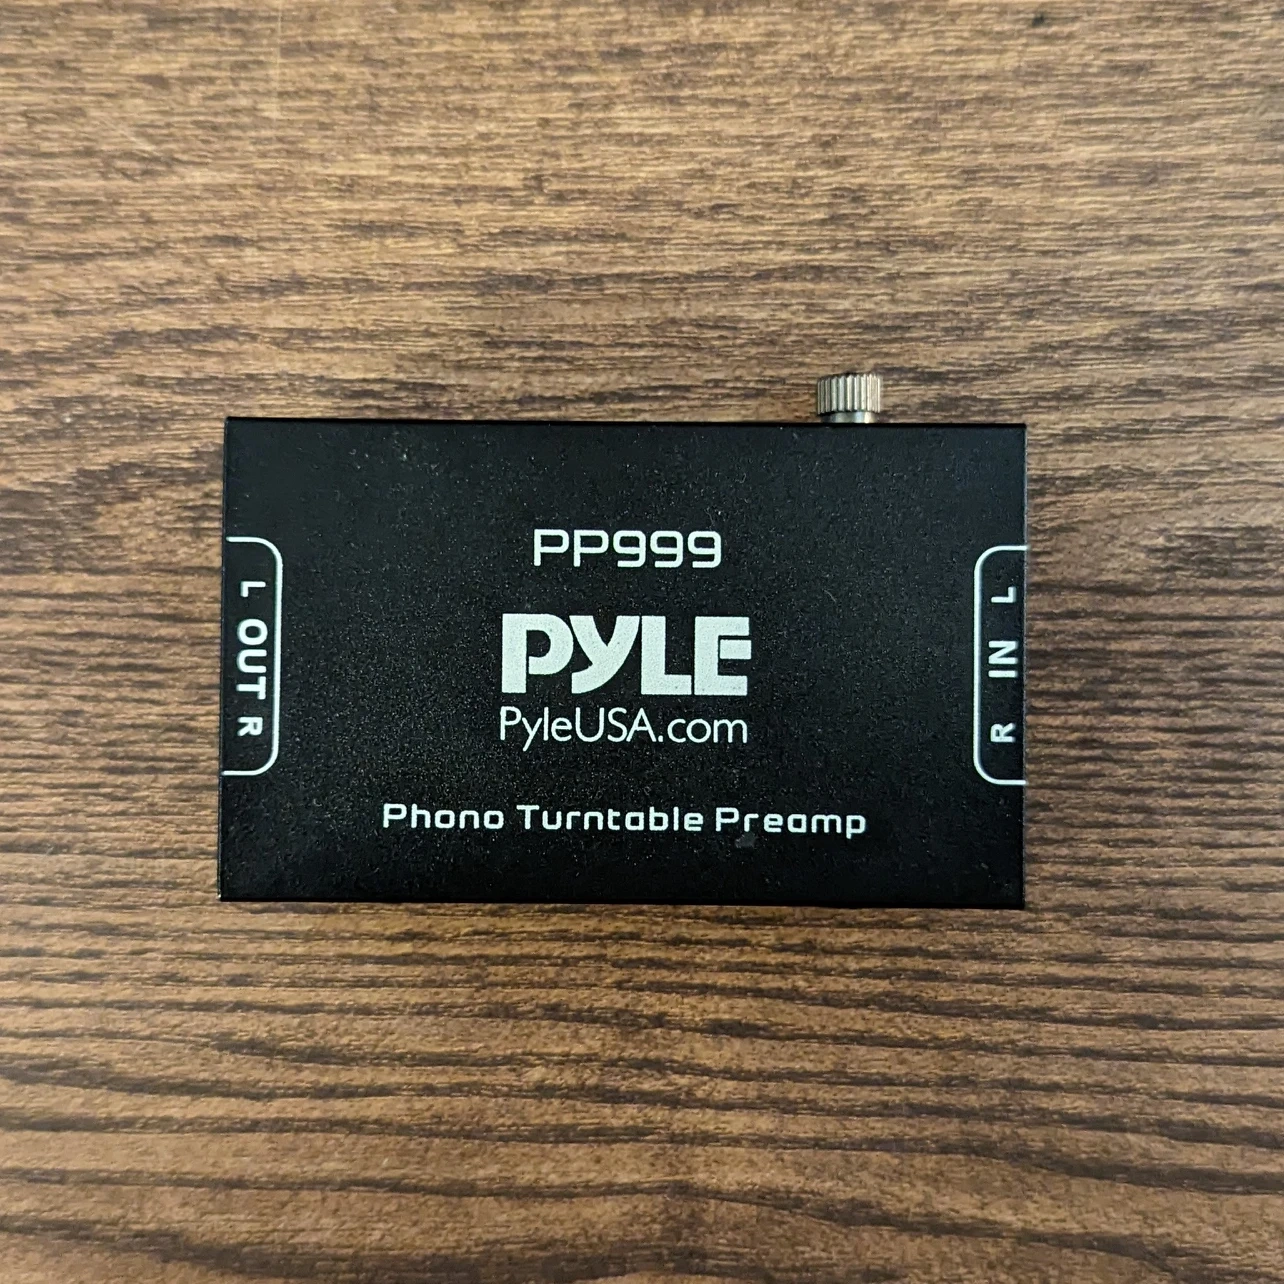 PP999
PYLE
PyleUSA.com
Phono Turntable Preamp
L OUT R
R IN L